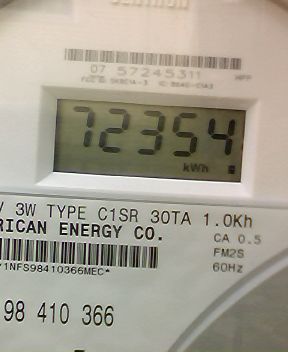 07 57245311
72354
kWh
V 3W TYPE C1SR 30TA 1.0Kh
RICAN ENERGY CO.
CA 0.5
FM2S
60Hz
1NFS98410366MEC*
98 410 366